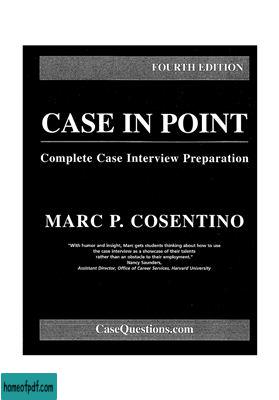 FOURTH EDITION
CASE IN POINT
Complete Case Interview Preparation
MARC P. COSENTINO
"With humor and insight, Marc gets students thinking about how to use
the case interview as a showcase of their talents
rather than an obstacle to their employment."
Nancy Saunders,
Assistant Director, Office of Career Services, Harvard University
CaseQuestions.com
homeofpdf.com